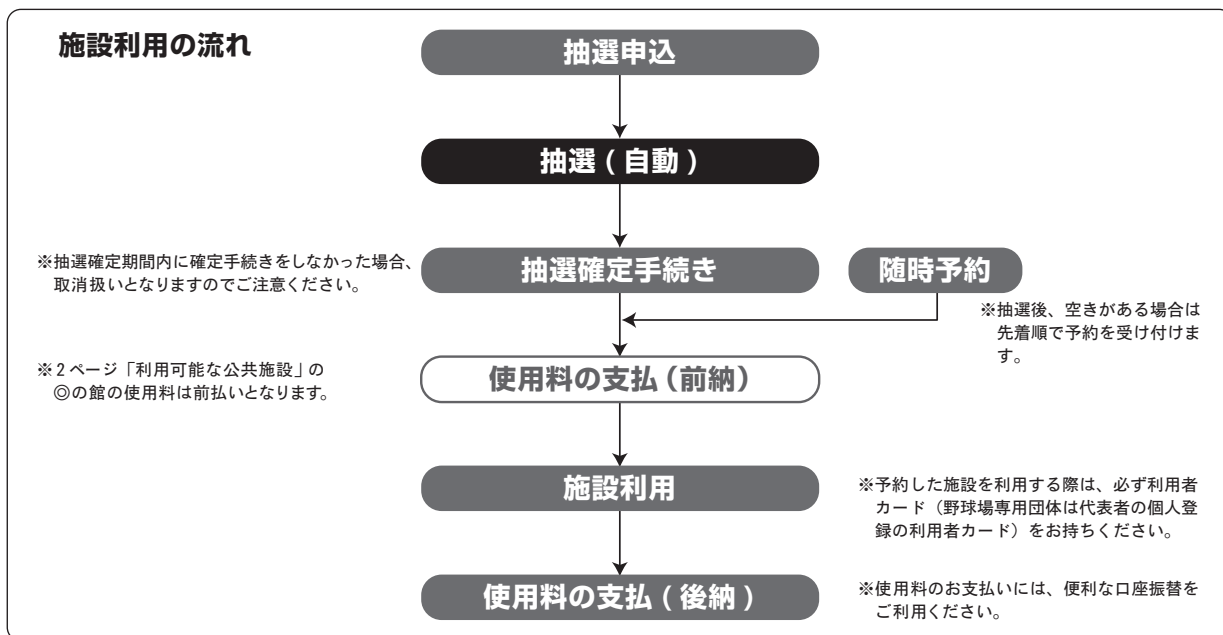 施設利用の流れ
抽選申込
抽選(自動)
※抽選確定期間内に確定手続きをしなかった場合、
取消扱いとなりますのでご注意ください。
抽選確定手続き
随時予約
※抽選後、空きがある場合は
先着順で予約を受け付けま
す。
※2ページ「利用可能な公共施設」の
◎の館の使用料は前払いとなります。
使用料の支払(前納)
施設利用
※予約した施設を利用する際は、必ず利用者
カード(野球場専用団体は代表者の個人登
録の利用者カード)をお持ちください。
使用料の支払(後納)
※使用料のお支払いには、便利な口座振替を
ご利用ください。